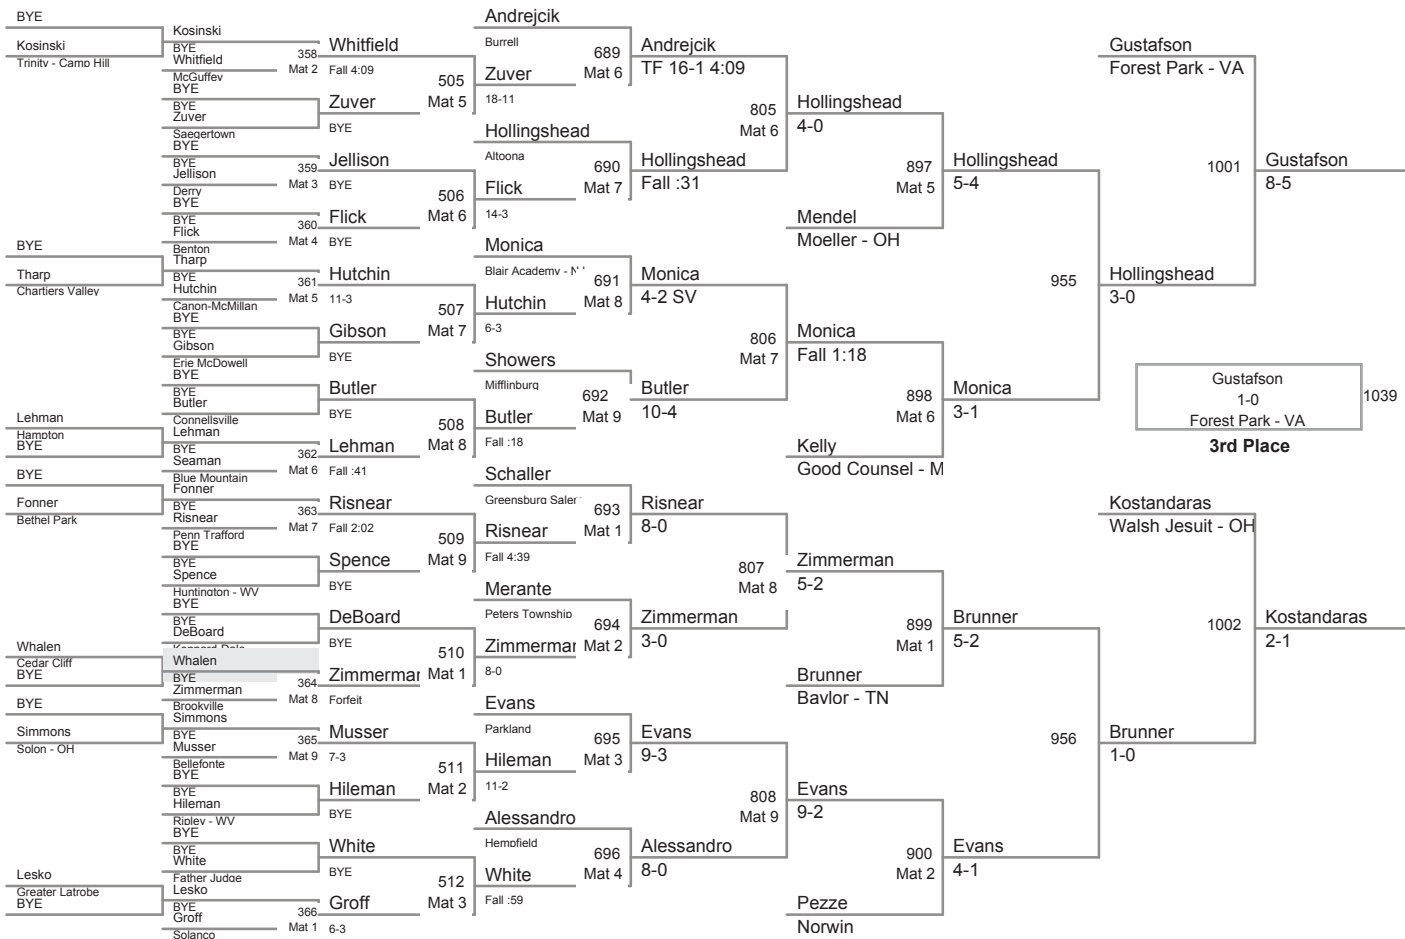 BYE
Kosinski
Trinity - Camp Hill
BYE
Tharp
Chartiers Valley
Lehman
Hampton
BYE
BYE
Fonner
Bethel Park
Whalen
Cedar Cliff
BYE
BYE
Simmons
Solon - OH
Lesko
Greater Latrobe
BYE
Kosinski
BYE
Whitfield
358
Mat 2
McGuffey
BYE
BYE
Zuver
Saegertown
BYE
BYE
Jellison
359
Mat 3
Derry
BYE
BYE
Flick
360
Mat 4
Benton
Tharp
BYE
Hutchin
361
Mat 5
Canon-McMillan
BYE
BYE
Gibson
Erie McDowell
BYE
BYE
Butler
Connellsville
Lehman
BYE
Seaman
362
Mat 6
Blue Mountain
Fonner
BYE
Risnear
363
Mat 7
Penn Trafford
BYE
BYE
Spence
Huntington - WV
BYE
BYE
DeBoard
Whalen
BYE
Zimmerman
364
Mat 8
Brookville
Simmons
BYE
Musser
365
Mat 9
Bellefonte
BYE
BYE
Hileman
Ripley - WV
BYE
BYE
White
Father Judge
Lesko
BYE
Groff
366
Mat 1
Solanco
Whitfield
Fall 4:09
505
Mat 5
Zuver
BYE
Jellison
BYE
506
Mat 6
Flick
BYE
Hutchin
11-3
507
Mat 7
Gibson
BYE
Butler
BYE
508
Mat 8
Lehman
Fall :41
Risnear
Fall 2:02
509
Mat 9
Spence
BYE
DeBoard
BYE
510
Mat 1
Zimmerman
Forfeit
Musser
7-3
511
Mat 2
Hileman
BYE
White
BYE
512
Mat 3
Groff
6-3
Andrejcik
Burrell
689
Mat 6
Zuver
18-11
Hollingshead
Altoona
690
Mat 7
Flick
14-3
Monica
Blair Academy - NJ
691
Mat 8
Hutchin
6-3
Showers
Mifflinburg
692
Mat 9
Butler
Fall :18
Schaller
Greensburg Salem
693
Mat 1
Risnear
Fall 4:39
Merante
Peters Township
694
Mat 2
Zimmerman
8-0
Evans
Parkland
695
Mat 3
Hileman
11-2
Alessandro
Hempfield
696
Mat 4
White
Fall :59
Andrejcik
TF 16-1 4:09
805
Mat 6
Hollingshead
Fall :31
Monica
4-2 SV
806
Mat 7
Butler
10-4
Risnear
8-0
807
Mat 8
Zimmerman
3-0
Evans
9-3
808
Mat 9
Alessandro
8-0
Hollingshead
4-0
897
Mat 5
Mendel
Moeller - OH
Monica
Fall 1:18
898
Mat 6
Kelly
Good Counsel - M
Zimmerman
5-2
899
Mat 1
Brunner
Baylor - TN
Evans
9-2
900
Mat 2
Pezze
Norwin
Hollingshead
5-4
955
Monica
3-1
Brunner
5-2
956
Evans
4-1
Gustafson
Forest Park - VA
1001
Hollingshead
3-0
Gustafson
1-0
Forest Park - VA
1039
3rd Place
Kostandaras
Walsh Jesuit - OH
1002
Brunner
1-0
Gustafson
8-5
Kostandaras
2-1